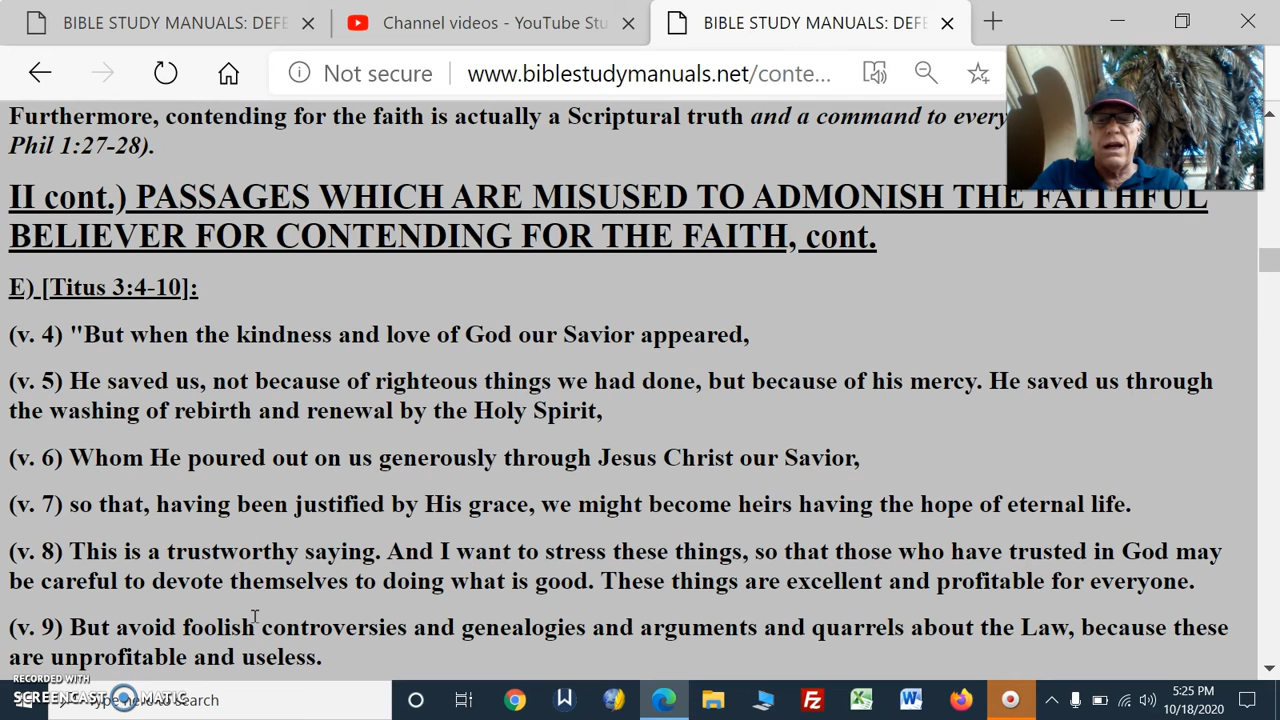 BIBLE STUDY MANUALS: DEFE
Channel videos - YouTube Stu
BIBLE STUDY MANUALS: DEFE
Not secure
www.biblestudymanuals.net/conte...
Furthermore, contending for the faith is actually a Scriptural truth and a command to every
Phil 1:27-28).
II cont.) PASSAGES WHICH ARE MISUSED TO ADMONISH THE FAITHFUL
BELIEVER FOR CONTENDING FOR THE FAITH, cont.
E) [Titus 3:4-10]:
(v. 4) "But when the kindness and love of God our Savior appeared,
(v. 5) He saved us, not because of righteous things we had done, but because of his mercy. He saved us through
the washing of rebirth and renewal by the Holy Spirit,
(v. 6) Whom He poured out on us generously through Jesus Christ our Savior,
(v. 7) so that, having been justified by His grace, we might become heirs having the hope of eternal life.
(v. 8) This is a trustworthy saying. And I want to stress these things, so that those who have trusted in God may
be careful to devote themselves to doing what is good. These things are excellent and profitable for everyone.
(v. 9) But avoid foolish controversies and genealogies and arguments and quarrels about the Law, because these
are unprofitable and useless.
RECORDED WITH
SCREENCAST MATIC
Type here to search
5:25 PM
10/18/2020